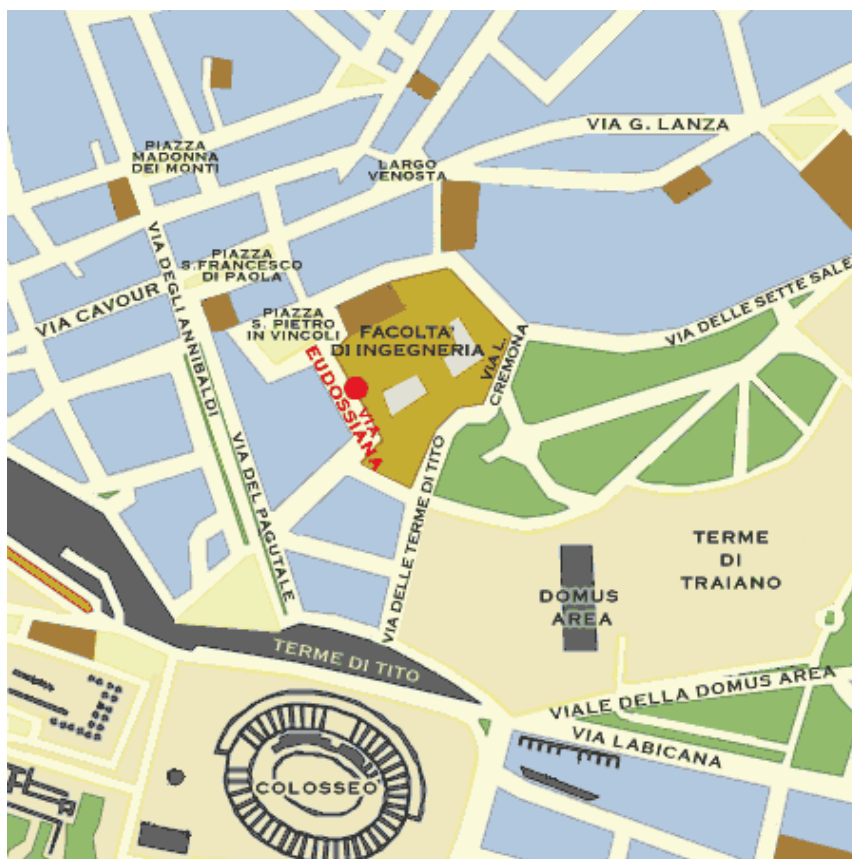 VIA G. LANZA
PIAZZA
MADONNA
DEI MONTI
LARGO
VENOSTA
VIA DEGLI ANNIBALDI
PIAZZA
S.FRANCESCO
DI PAOLA
VIA CAVOUR
PIAZZA
S. PIETRO
IN VINCOLI
FACOLTA'
DI INGEGNERIA
VIA DELLE SETTE SALE
VIA L.
CREMONA
VIA
EUDOSSIANA
VIA DEL PAGUTALE
VIA DELLE TERME DI TITO
TERME
DI
TRAIANO
DOMUS
AREA
TERME DI TITO
VIALE DELLA DOMUS AREA
VIA LABICANA
COLOSSEO